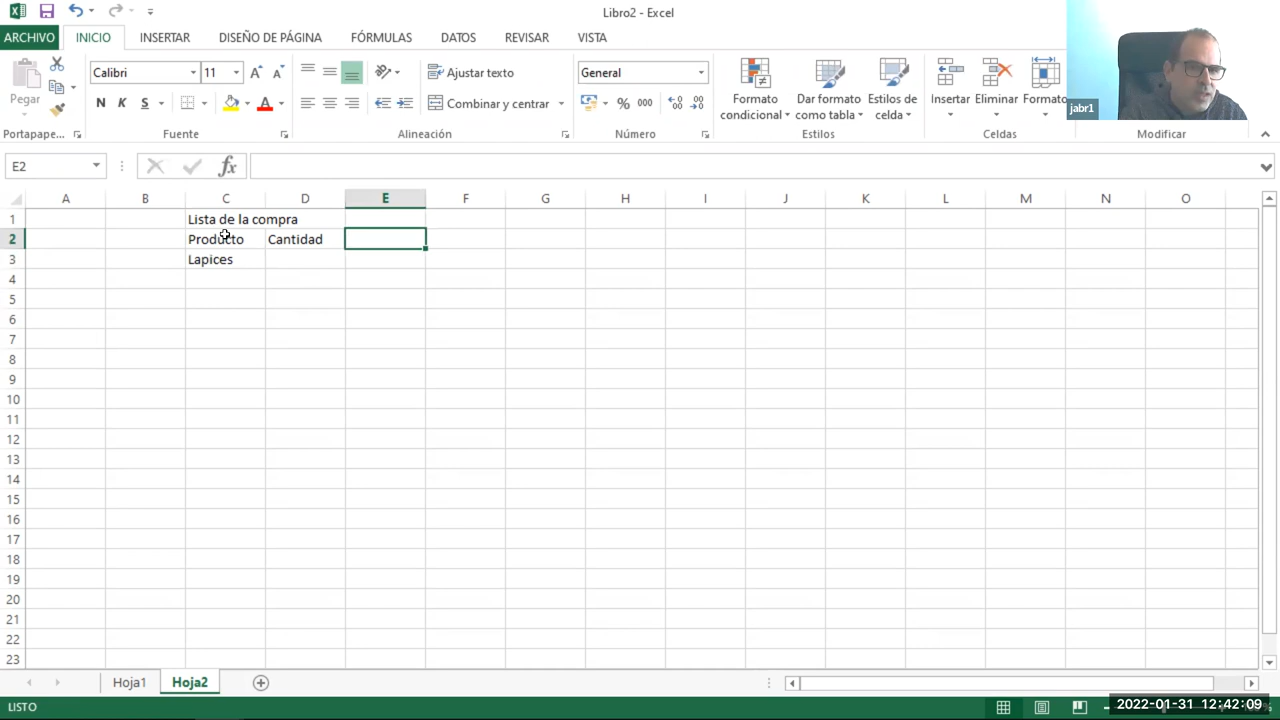 Libro2 - Excel
ARCHIVO INICIO INSERTAR DISEÑO DE PÁGINA FÓRMULAS DATOS REVISAR VISTA
Pegar
Calibri 11
N K S A
Ajustar texto
Combinar y centrar
General
% 000
Formato condicional
Dar formato como tabla
Estilos de celda
Insertar Eliminar Formato
jabr1
Portapape... Fuente Alineación Número Estilos Celdas Modificar
E2
fx
A B C D E F G H I J K L M N O
1 Lista de la compra
2 Producto Cantidad
3 Lapices
4
5
6
7
8
9
10
11
12
13
14
15
16
17
18
19
20
21
22
23
Hoja1 Hoja2
LISTO
2022-01-31 12:42:09